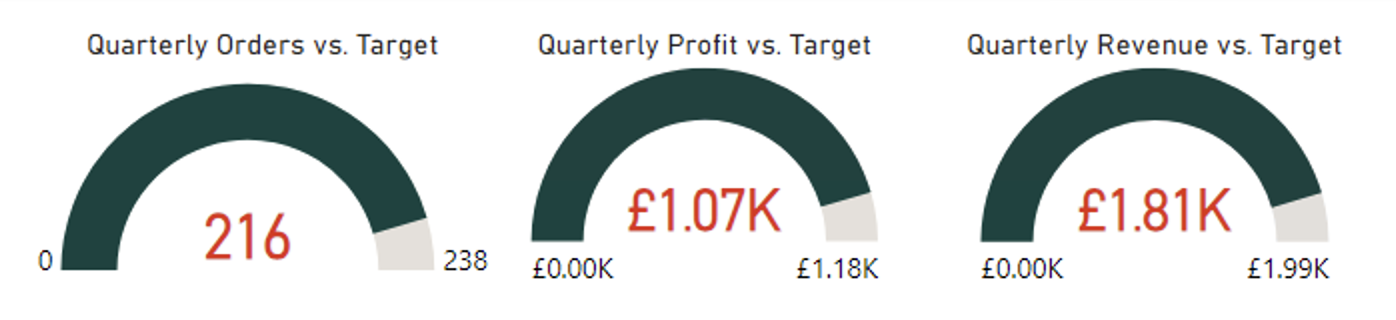 Quarterly Orders vs. Target
216
0
238
Quarterly Profit vs. Target
£1.07K
£0.00K
£1.18K
Quarterly Revenue vs. Target
£1.81K
£0.00K
£1.99K